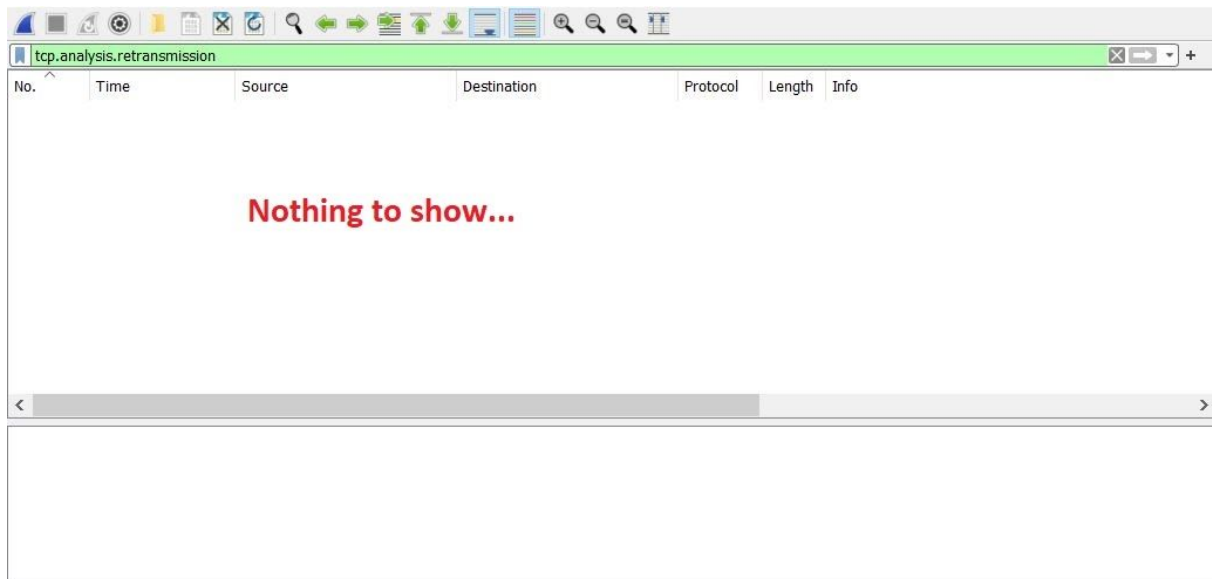 tcp.analysis.retransmission
No. Time Source Destination Protocol Length Info
Nothing to show...